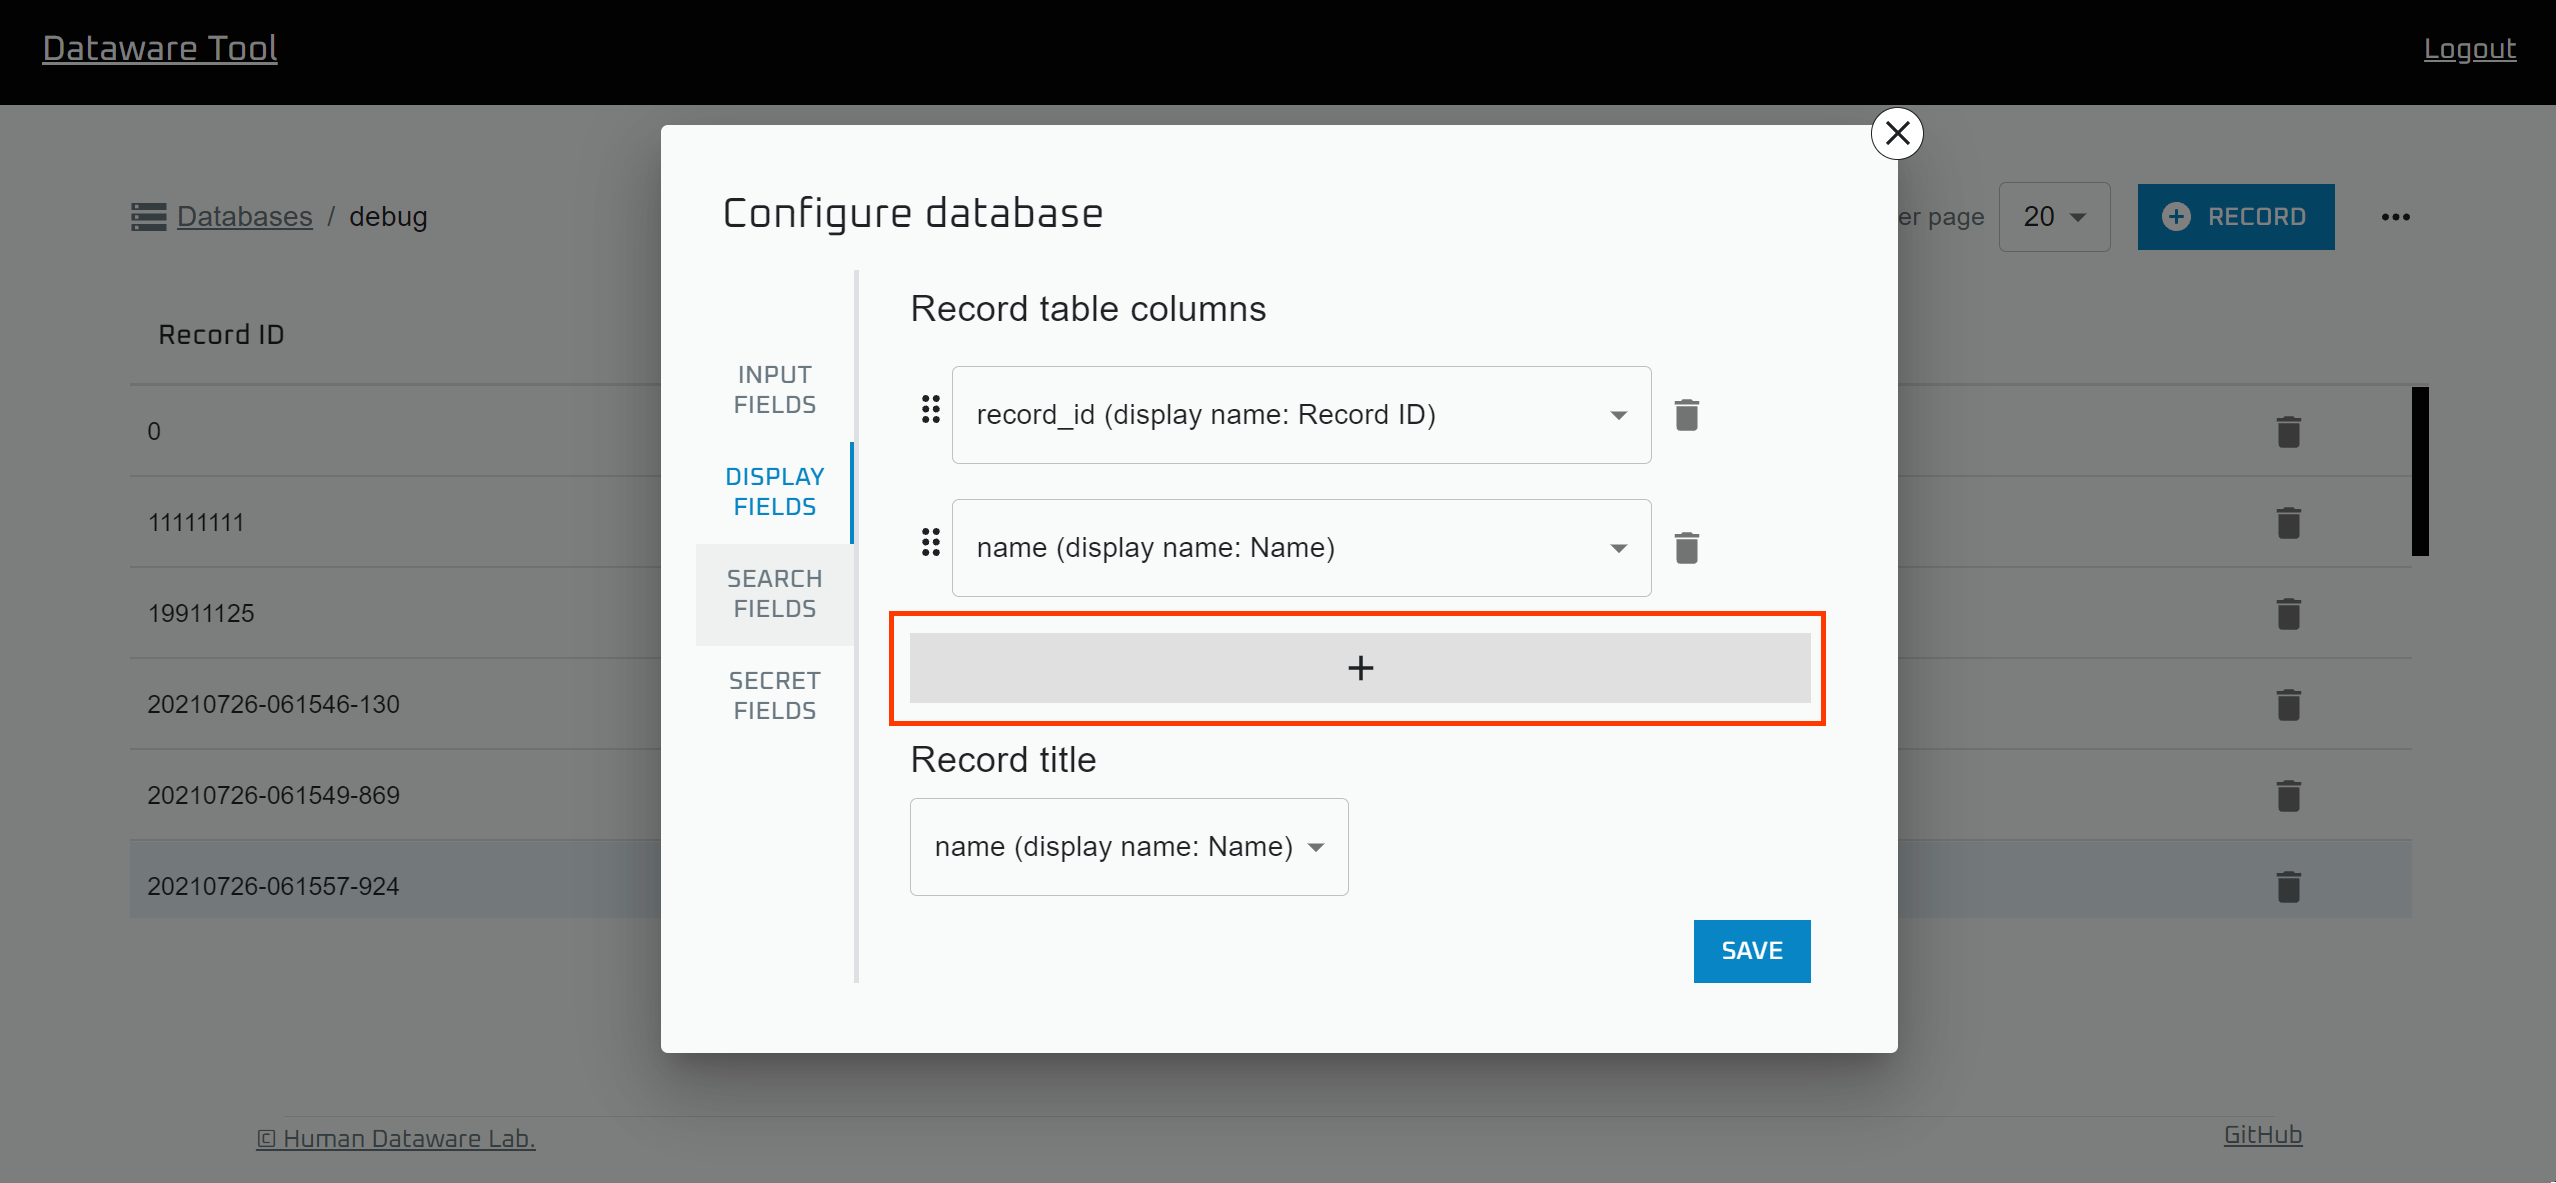 Dataware Tool
Logout
Databases / debug
er page
20
RECORD
Record ID
0
11111111
19911125
20210726-061546-130
20210726-061549-869
20210726-061557-924
Configure database
INPUT
FIELDS
DISPLAY
FIELDS
SEARCH
FIELDS
SECRET
FIELDS
Record table columns
record_id (display name: Record ID)
name (display name: Name)
+
Record title
name (display name: Name)
SAVE
© Human Dataware Lab.
GitHub